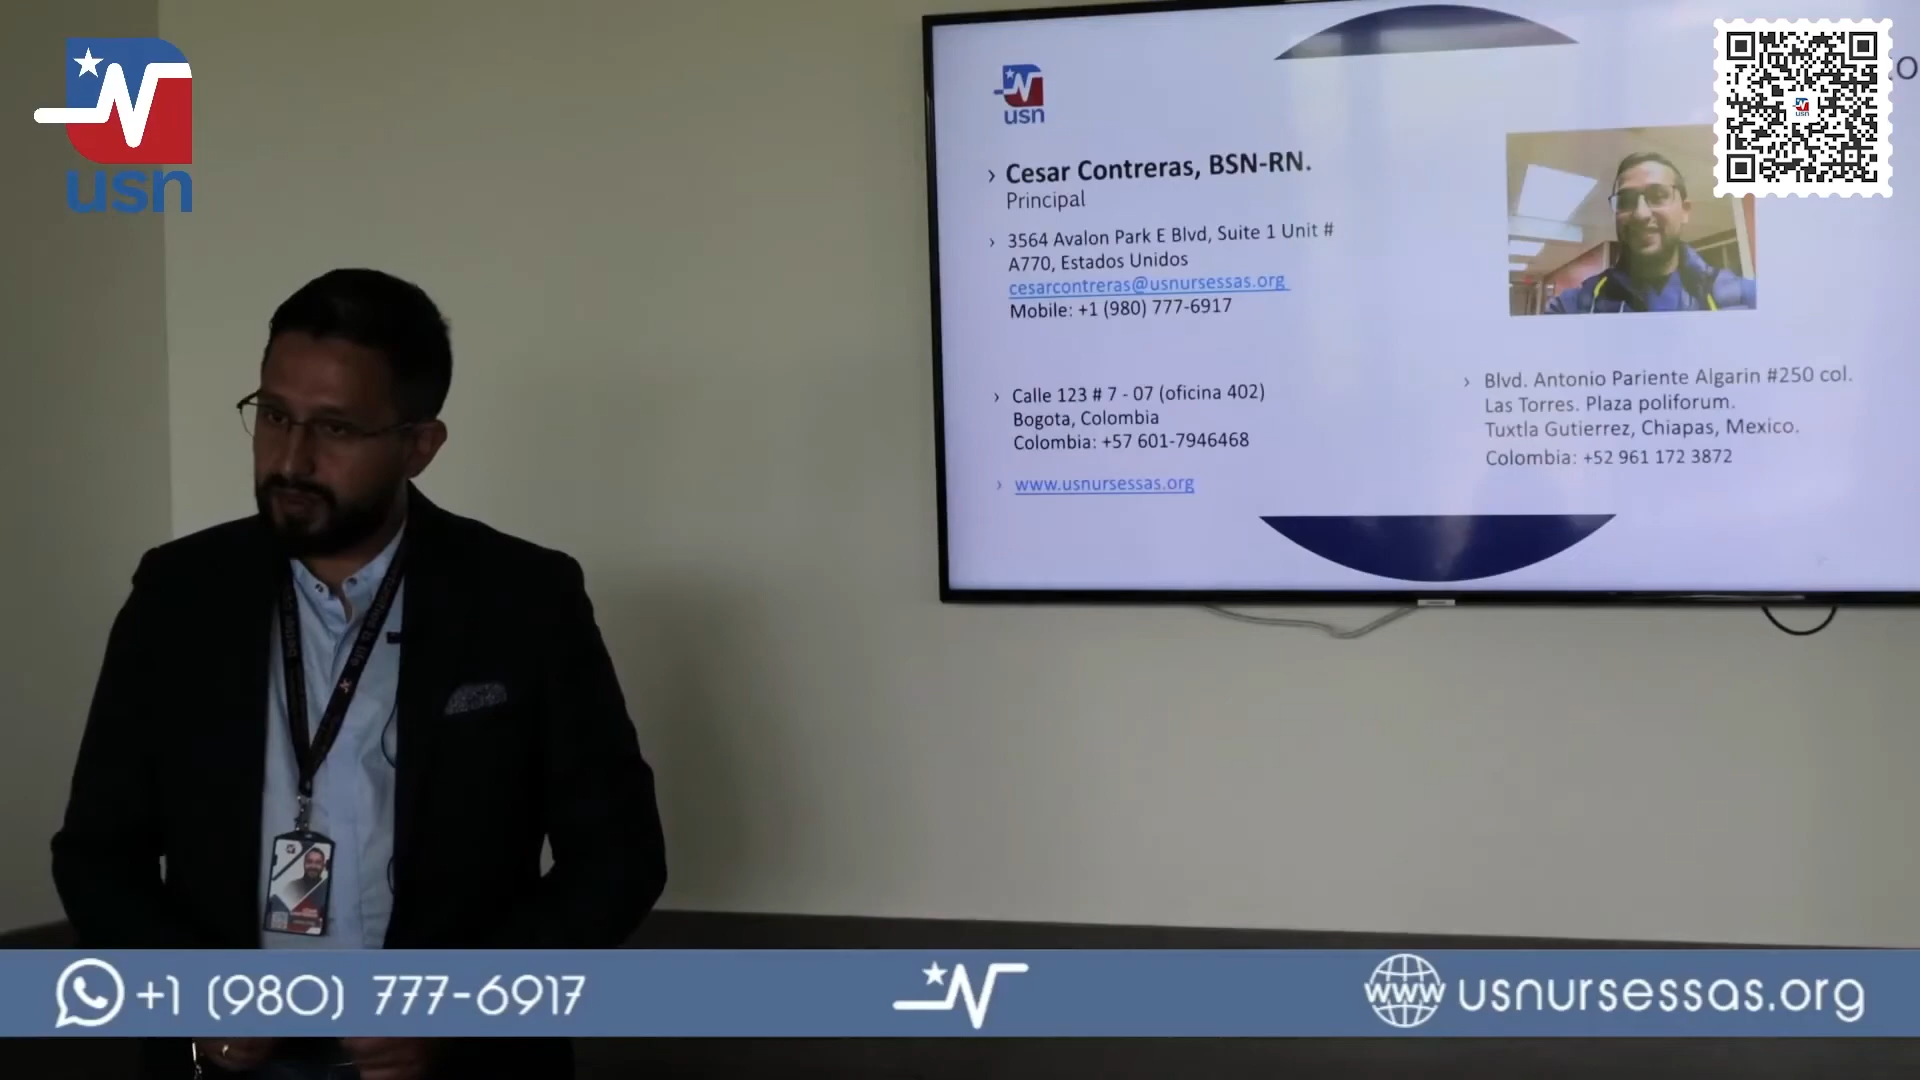 usn
usn
› Cesar Contreras, BSN-RN.
Principal
› 3564 Avalon Park E Blvd, Suite 1 Unit #
A770, Estados Unidos
cesarcontreras@usnursessas.org
Mobile: +1 (980) 777-6917
› Calle 123 # 7 - 07 (oficina 402)
Bogota, Colombia
Colombia: +57 601-7946468
› www.usnursessas.org
› Blvd. Antonio Pariente Algarin #250 col.
Las Torres. Plaza poliforum.
Tuxtla Gutierrez, Chiapas, Mexico.
Colombia: +52 961 172 3872
+1 (980) 777-6917
www usnursessas.org